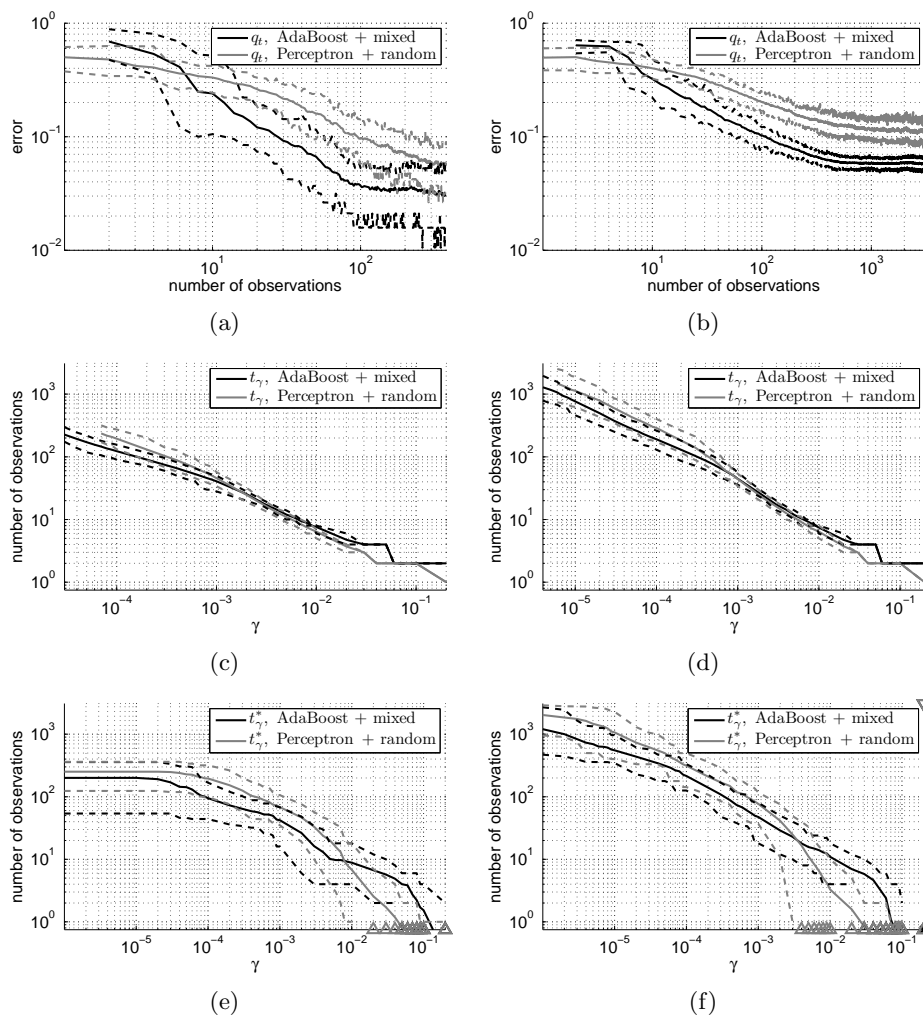 10^0
q_t, AdaBoost + mixed
q_t, Perceptron + random
error
10^{-1}
10^{-2}
10^1
10^2
number of observations
(a)
10^0
q_t, AdaBoost + mixed
q_t, Perceptron + random
error
10^{-1}
10^{-2}
10^1
10^2
10^3
number of observations
(b)
10^3
t_γ, AdaBoost + mixed
t_γ, Perceptron + random
number of observations
10^2
10^1
10^0
10^{-4}
10^{-3}
10^{-2}
10^{-1}
γ
(c)
10^3
t_γ, AdaBoost + mixed
t_γ, Perceptron + random
number of observations
10^2
10^1
10^0
10^{-5}
10^{-4}
10^{-3}
10^{-2}
10^{-1}
γ
(d)
10^3
t^*_γ, AdaBoost + mixed
t^*_γ, Perceptron + random
number of observations
10^2
10^1
10^0
10^{-5}
10^{-4}
10^{-3}
10^{-2}
10^{-1}
γ
(e)
10^3
t^*_γ, AdaBoost + mixed
t^*_γ, Perceptron + random
number of observations
10^2
10^1
10^0
10^{-5}
10^{-4}
10^{-3}
10^{-2}
10^{-1}
γ
(f)